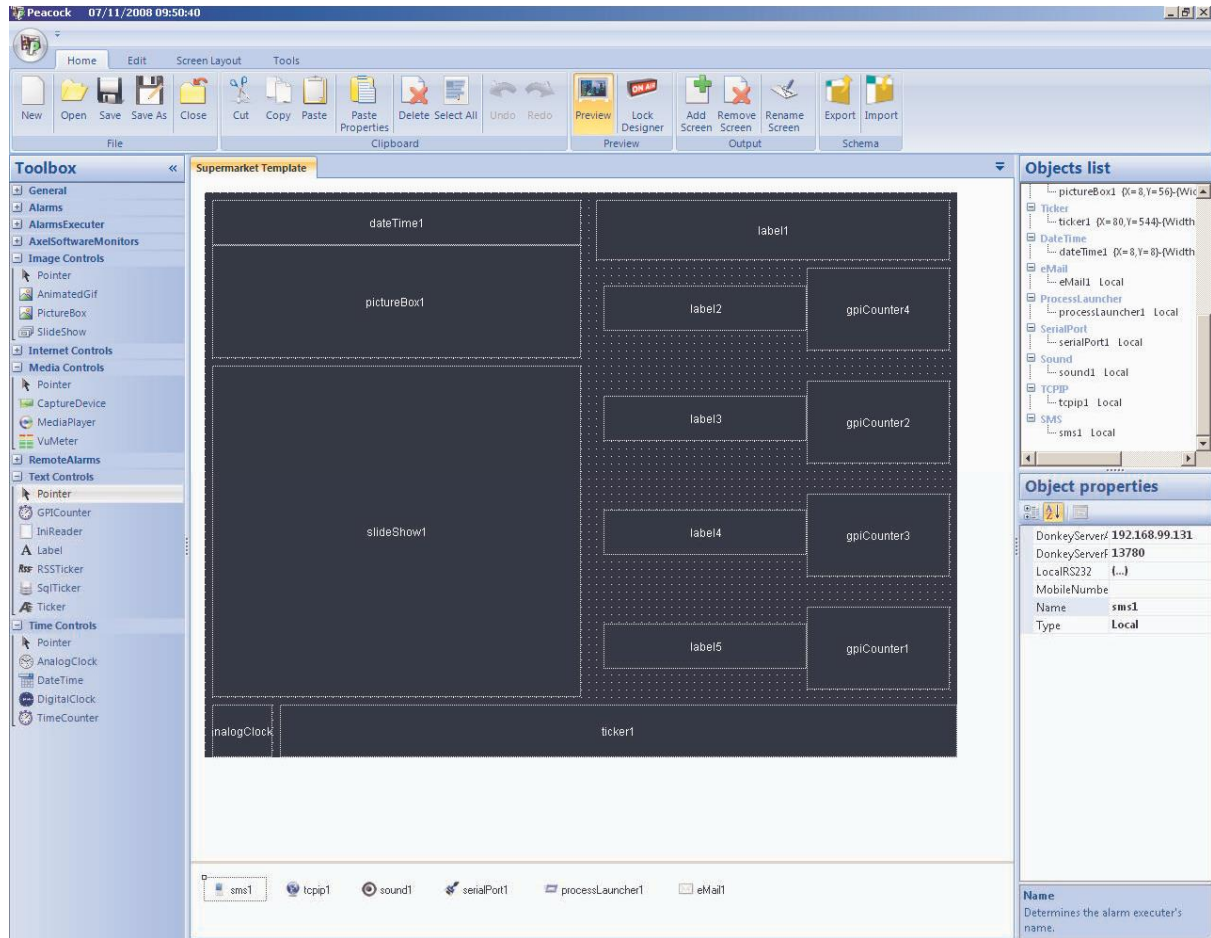 Peacock 07/11/2008 09:50:40
Home Edit Screen Layout Tools
New Open Save Save As Close Cut Copy Paste Paste Properties Delete Select All Undo Redo Preview Lock Designer Add Screen Remove Screen Rename Screen Export Import
ON AIR
File Clipboard Preview Output Schema
Toolbox «
General
Alarms
AlarmsExecuter
AxelSoftwareMonitors
Image Controls
Pointer
AnimatedGif
PictureBox
SlideShow
Internet Controls
Media Controls
Pointer
CaptureDevice
MediaPlayer
VuMeter
RemoteAlarms
Text Controls
Pointer
GPICounter
IniReader
A Label
Rss RSSTicker
SqlTicker
Ticker
Time Controls
Pointer
AnalogClock
DateTime
DigitalClock
TimeCounter
Supermarket Template
dateTime1
label1
pictureBox1
label2
gpiCounter4
label3
gpiCounter2
slideShow1
label4
gpiCounter3
label5
gpiCounter1
nalogClock
ticker1
sms1 tcpip1 sound1 serialPort1 processLauncher1 eMail1
Objects list
pictureBox1 {X=8,Y=56}-{Wic
Ticker
ticker1 {X=80,Y=544}-{Width
DateTime
dateTime1 {X=8,Y=8}-{Width
eMail
eMail1 Local
ProcessLauncher
processLauncher1 Local
SerialPort
serialPort1 Local
Sound
sound1 Local
TCPIP
tcpip1 Local
SMS
sms1 Local
Object properties
DonkeyServerA 192.168.99.131
DonkeyServerF 13780
LocalRS232 (...)
MobileNumbe
Name sms1
Type Local
Name
Determines the alarm executer's
name.